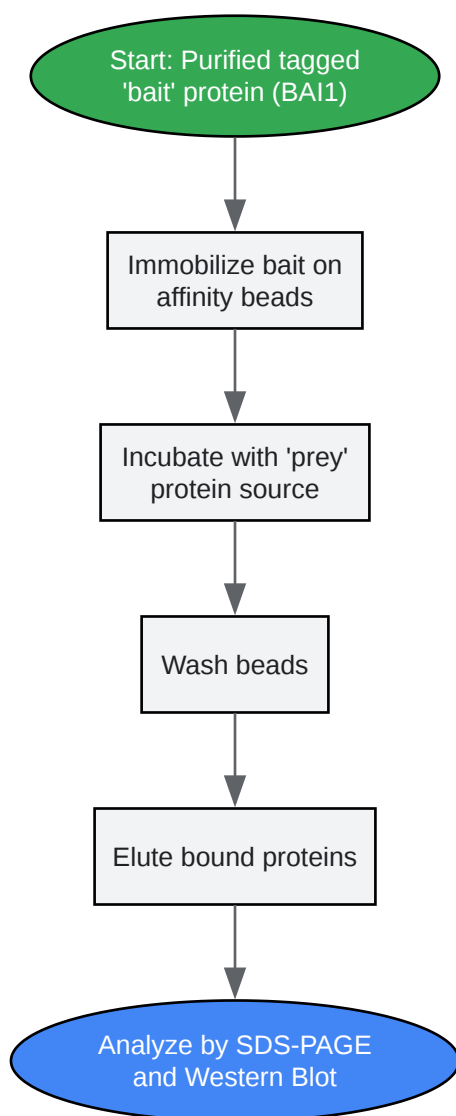 Start: Purified tagged
'bait' protein (BAI1)
Immobilize bait on
affinity beads
Incubate with 'prey'
protein source
Wash beads
Elute bound proteins
Analyze by SDS-PAGE
and Western Blot